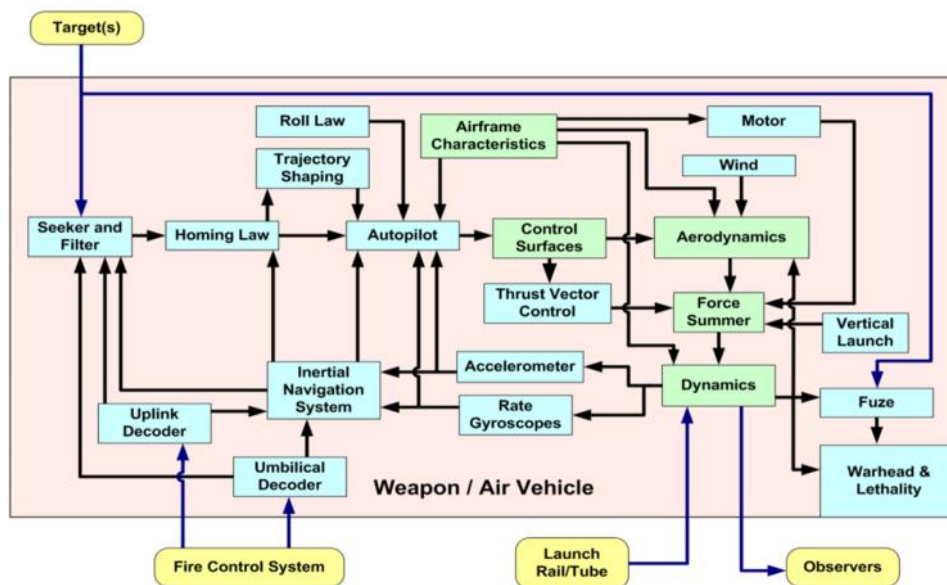 Target(s)
Roll Law
Airframe
Characteristics
Motor
Trajectory
Shaping
Wind
Seeker and
Filter
Homing Law
Autopilot
Control
Surfaces
Aerodynamics
Thrust Vector
Control
Force
Summer
Vertical
Launch
Inertial
Navigation
System
Accelerometer
Dynamics
Rate
Gyroscopes
Fuze
Uplink
Decoder
Umbilical
Decoder
Weapon / Air Vehicle
Warhead &
Lethality
Fire Control System
Launch
Rail/Tube
Observers